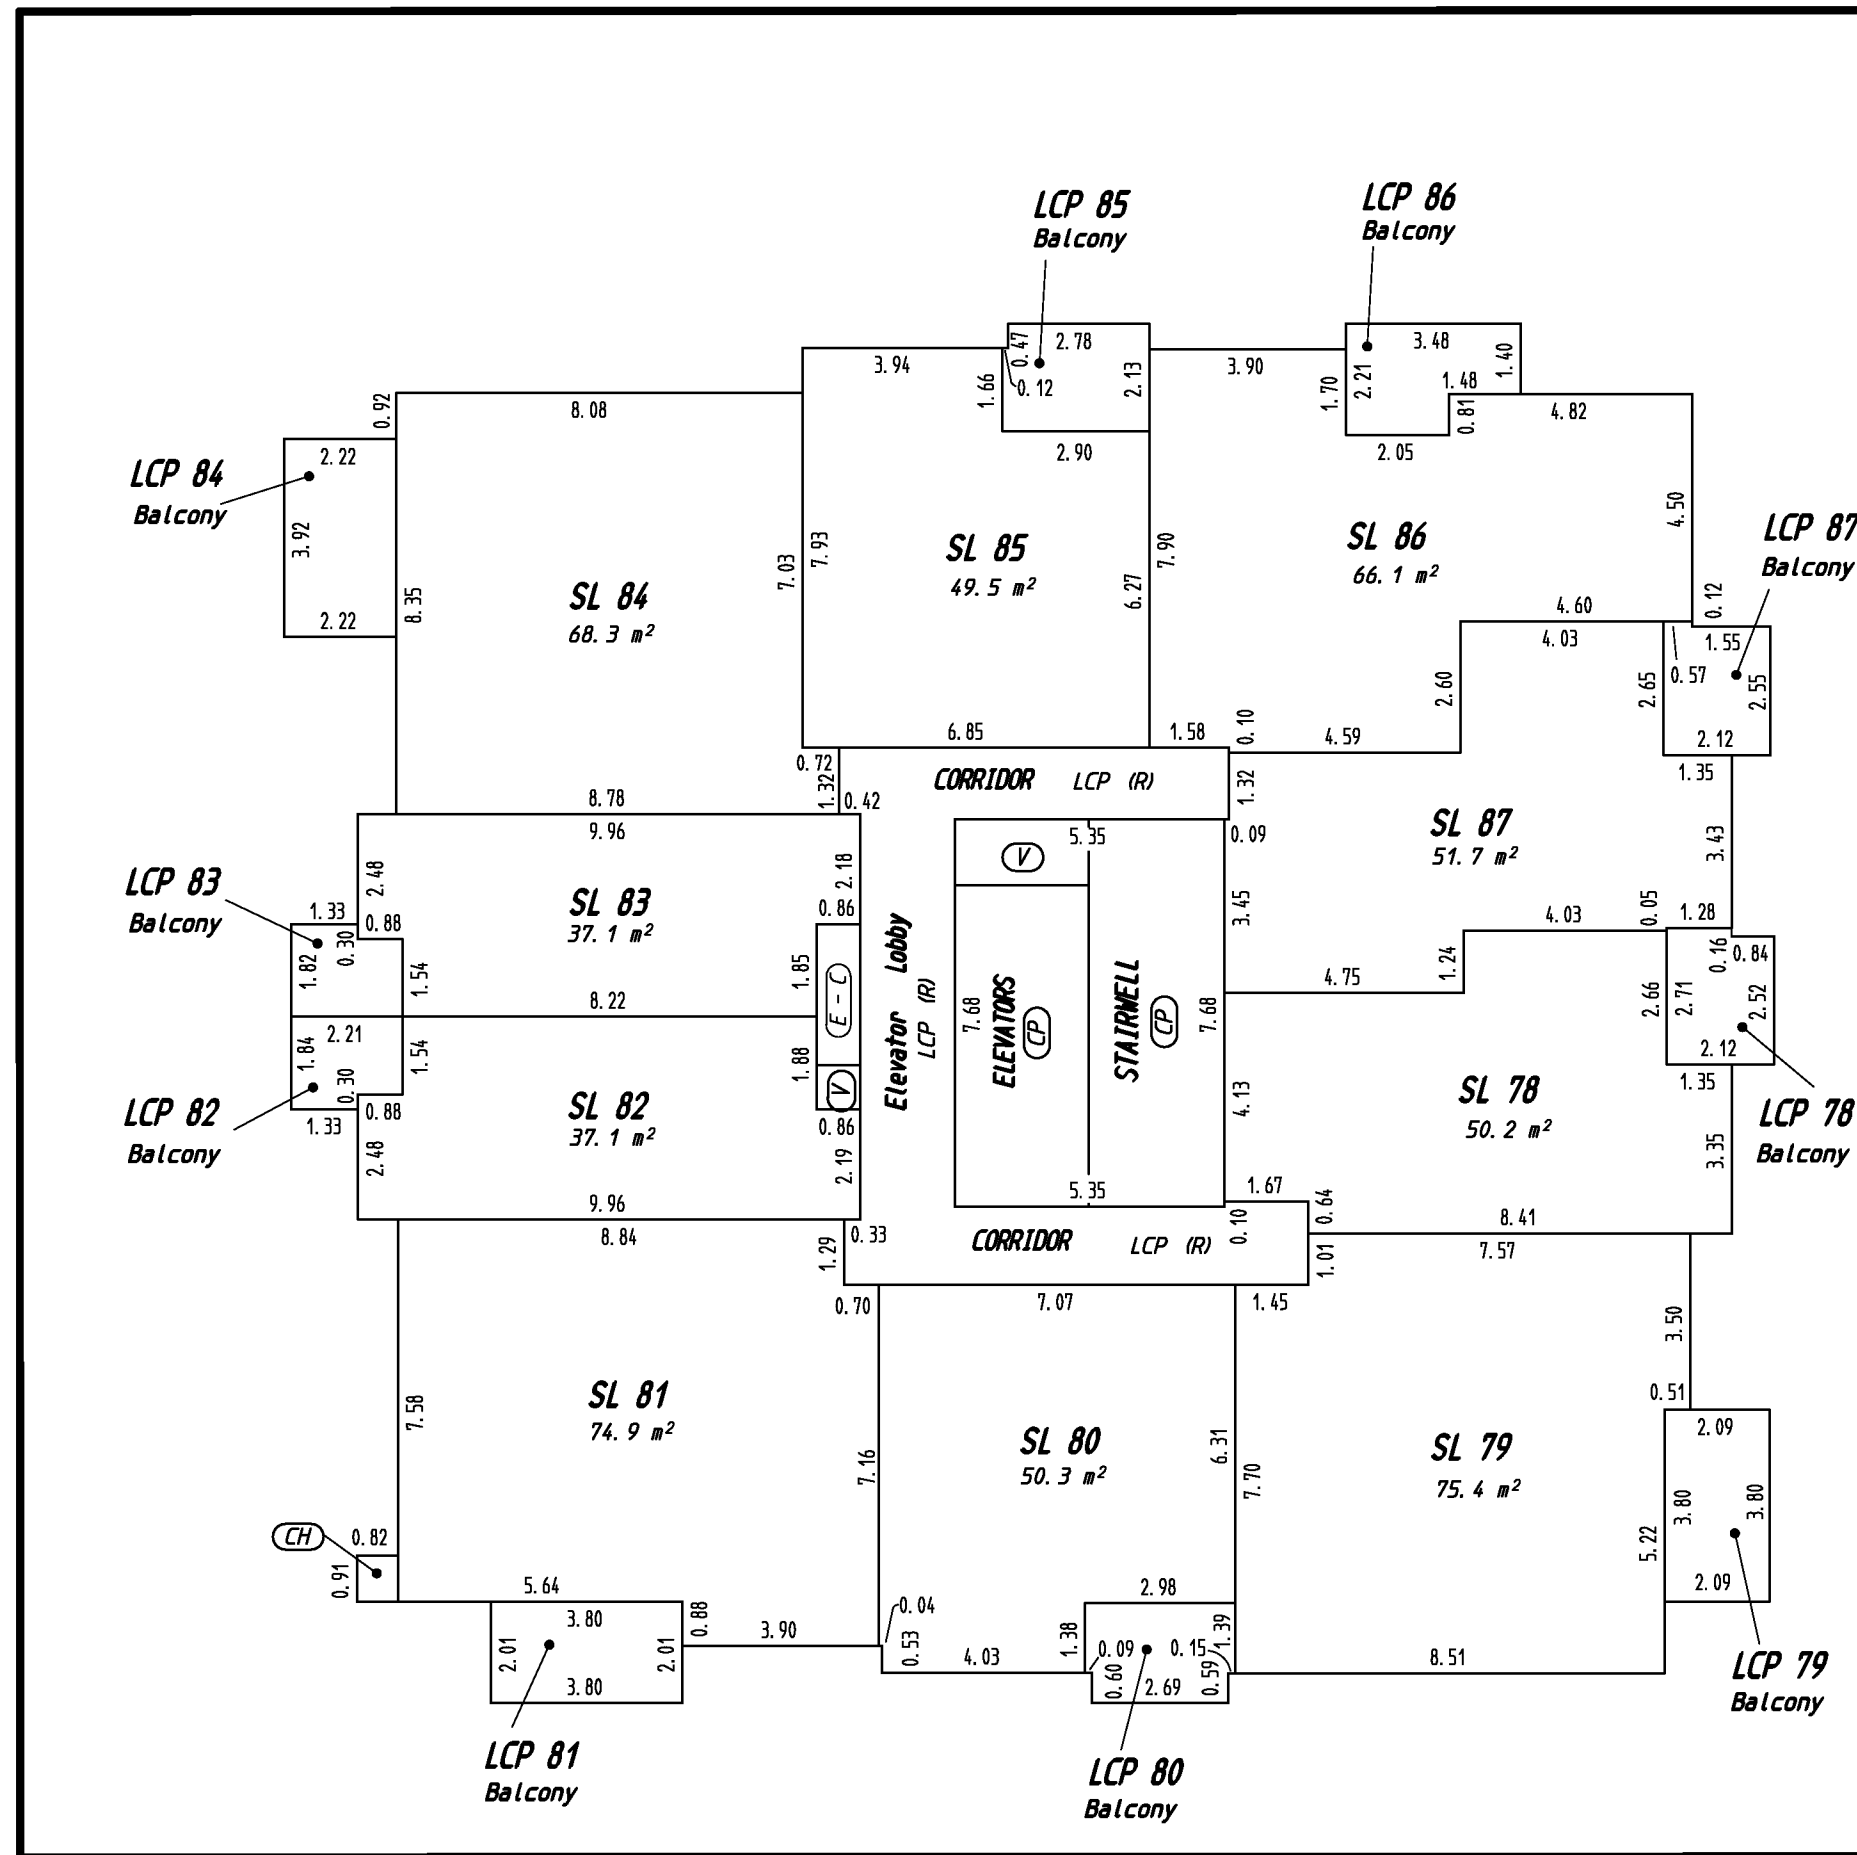 LCP 85
Balcony
LCP 86
Balcony
0.47
2.78
3.94
0.12
1.66
2.13
2.90
3.90
3.48
1.40
1.70
2.21
1.48
0.81
2.05
4.82
0.92
8.08
LCP 84
Balcony
2.22
3.92
2.22
8.35
SL 84
68.3 m²
7.03
7.93
SL 85
49.5 m²
6.27
7.90
SL 86
66.1 m²
4.50
LCP 87
Balcony
4.60
4.03
0.12
1.55
0.57
2.60
2.65
2.55
2.12
1.35
6.85
1.58
0.10
4.59
0.72
1.32
0.42
CORRIDOR LCP (R)
1.32
8.78
9.96
5.35
0.09
V
SL 87
51.7 m²
3.43
LCP 83
Balcony
2.48
2.18
1.33
0.88
0.30
1.82
1.54
SL 83
37.1 m²
0.86
1.85
E - C
8.22
Elevator Lobby
LCP (R)
7.68
ELEVATORS
CP
STAIRWELL
CP
7.68
3.45
4.75
1.24
4.03
0.05
1.28
0.16
0.84
2.66
2.71
2.52
2.12
1.35
2.21
1.84
0.30
1.54
1.88
V
LCP 82
Balcony
1.33
0.88
2.48
SL 82
37.1 m²
0.86
2.19
4.13
SL 78
50.2 m²
LCP 78
Balcony
3.35
9.96
8.84
5.35
1.67
0.64
0.10
0.33
1.29
CORRIDOR LCP (R)
1.01
8.41
7.57
0.70
7.07
1.45
3.50
0.51
SL 81
74.9 m²
7.58
7.16
SL 80
50.3 m²
6.31
7.70
SL 79
75.4 m²
2.09
3.80
3.80
5.22
2.09
CH
0.82
0.91
5.64
3.80
2.01
2.01
3.80
0.88
3.90
0.04
0.53
4.03
2.98
1.38
0.09
0.15
1.39
0.60
2.69
0.59
8.51
LCP 79
Balcony
LCP 81
Balcony
LCP 80
Balcony